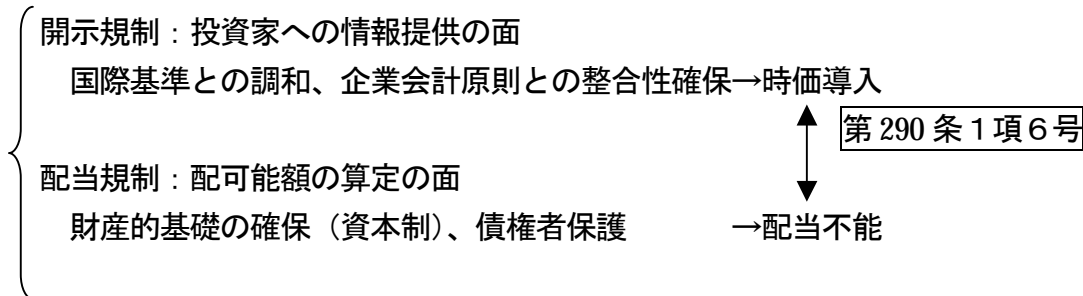 開示規制：投資家への情報提供の面
国際基準との調和、企業会計原則との整合性確保→時価導入
第 290 条１項６号
配当規制：配可能額の算定の面
財産的基礎の確保（資本制）、債権者保護　→配当不能